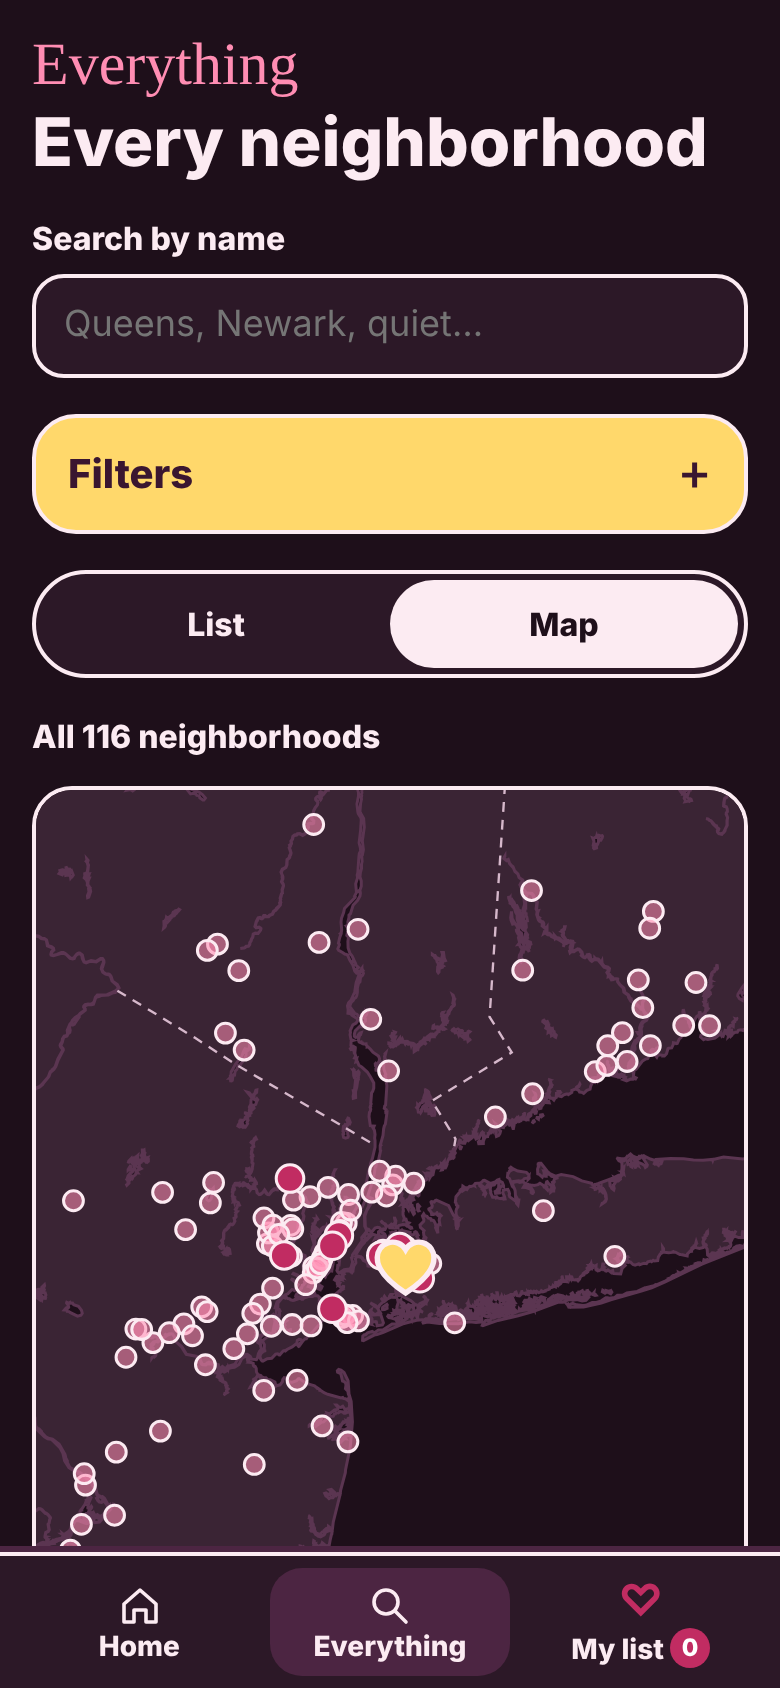 Everything
Every neighborhood
Search by name
Queens, Newark, quiet...
Filters +
List Map
All 116 neighborhoods
Home Everything My list 0